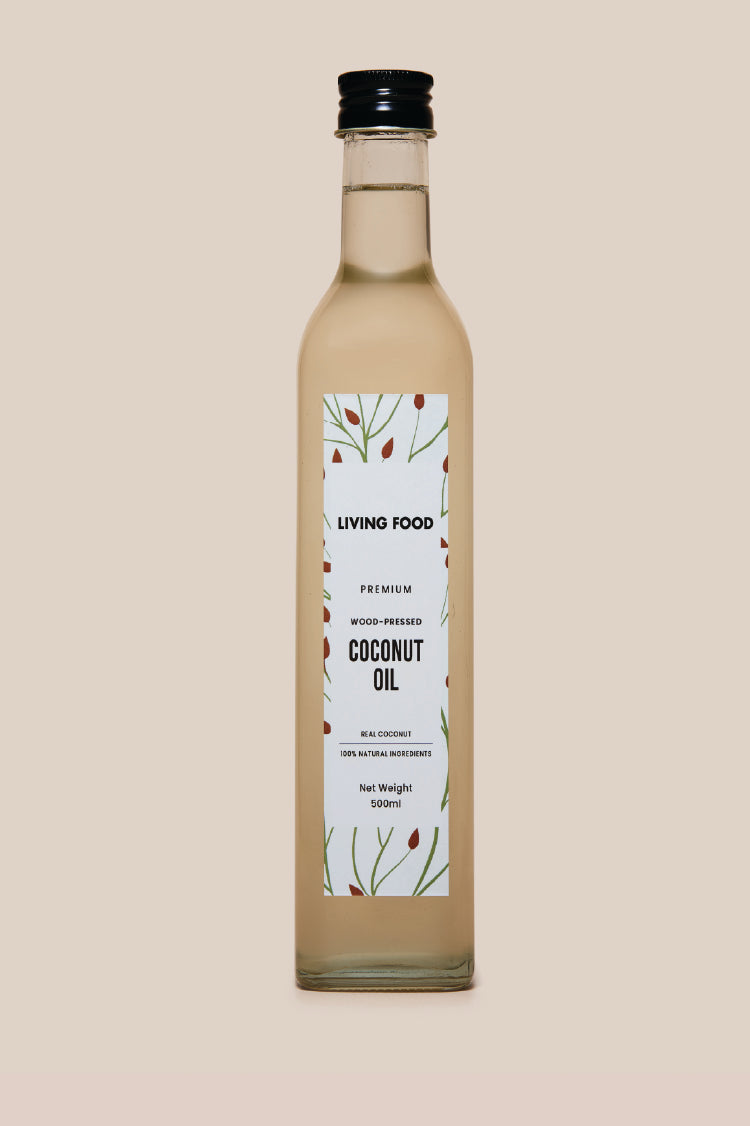 LIVING FOOD
PREMIUM
WOOD-PRESSED
COCONUT
OIL
REAL COCONUT
100% NATURAL INGREDIENTS
Net Weight
500ml